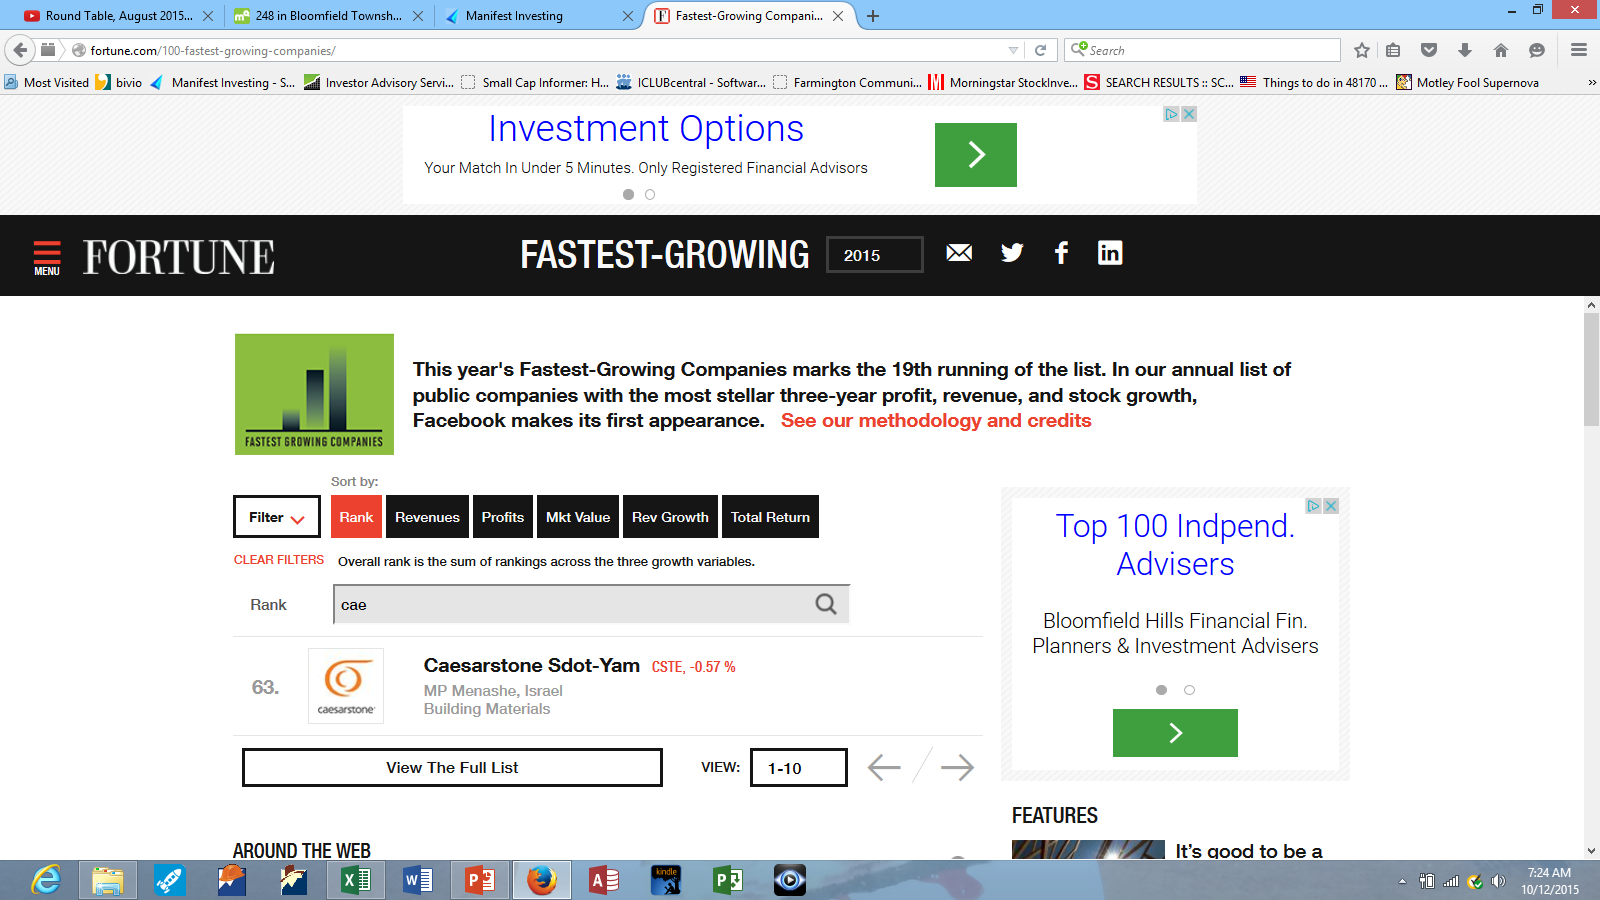 Round Table, August 2015...
248 in Bloomfield Townsh...
Manifest Investing
Fastest-Growing Compani...
fortune.com/100-fastest-growing-companies/
Search
Most Visited
bivio
Manifest Investing - S...
Investor Advisory Servi...
Small Cap Informer: H...
ICLUBcentral - Softwar...
Farmington Communi...
Morningstar StockInve...
SEARCH RESULTS :: SC...
Things to do in 48170 ...
Motley Fool Supernova
Investment Options
Your Match In Under 5 Minutes. Only Registered Financial Advisors
MENU
FORTUNE
FASTEST-GROWING
2015
This year's Fastest-Growing Companies marks the 19th running of the list. In our annual list of
public companies with the most stellar three-year profit, revenue, and stock growth,
Facebook makes its first appearance. See our methodology and credits
FASTEST GROWING COMPANIES
Sort by:
Filter
Rank
Revenues
Profits
Mkt Value
Rev Growth
Total Return
CLEAR FILTERS
Overall rank is the sum of rankings across the three growth variables.
Rank
cae
63.
caesarstone
Caesarstone Sdot-Yam CSTE, -0.57 %
MP Menashe, Israel
Building Materials
View The Full List
VIEW:
1-10
AROUND THE WEB
Top 100 Indpend.
Advisers
Bloomfield Hills Financial Fin.
Planners & Investment Advisers
FEATURES
It's good to be a
kindle
7:24 AM
10/12/2015